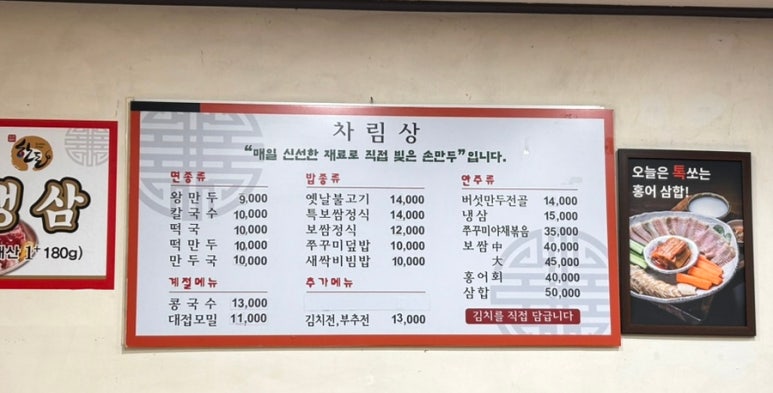 한돈
냉삼
산 1+ 180g)
차림상
"매일 신선한 재료로 직접 빚은 손만두"입니다.
면종류
왕만두 9,000
칼국수 10,000
떡국 10,000
떡만두 10,000
만두국 10,000
계절메뉴
콩국수 13,000
대접모밀 11,000
밥종류
옛날불고기 14,000
특보쌈정식 14,000
보쌈정식 12,000
쭈꾸미덮밥 10,000
새싹비빔밥 10,000
추가메뉴
김치전,부추전 13,000
안주류
버섯만두전골 14,000
냉삼 15,000
쭈꾸미야채볶음 35,000
보쌈 中 40,000
大 45,000
홍어회 40,000
삼합 50,000
김치를 직접 담급니다
오늘은 톡쏘는
홍어 삼합!